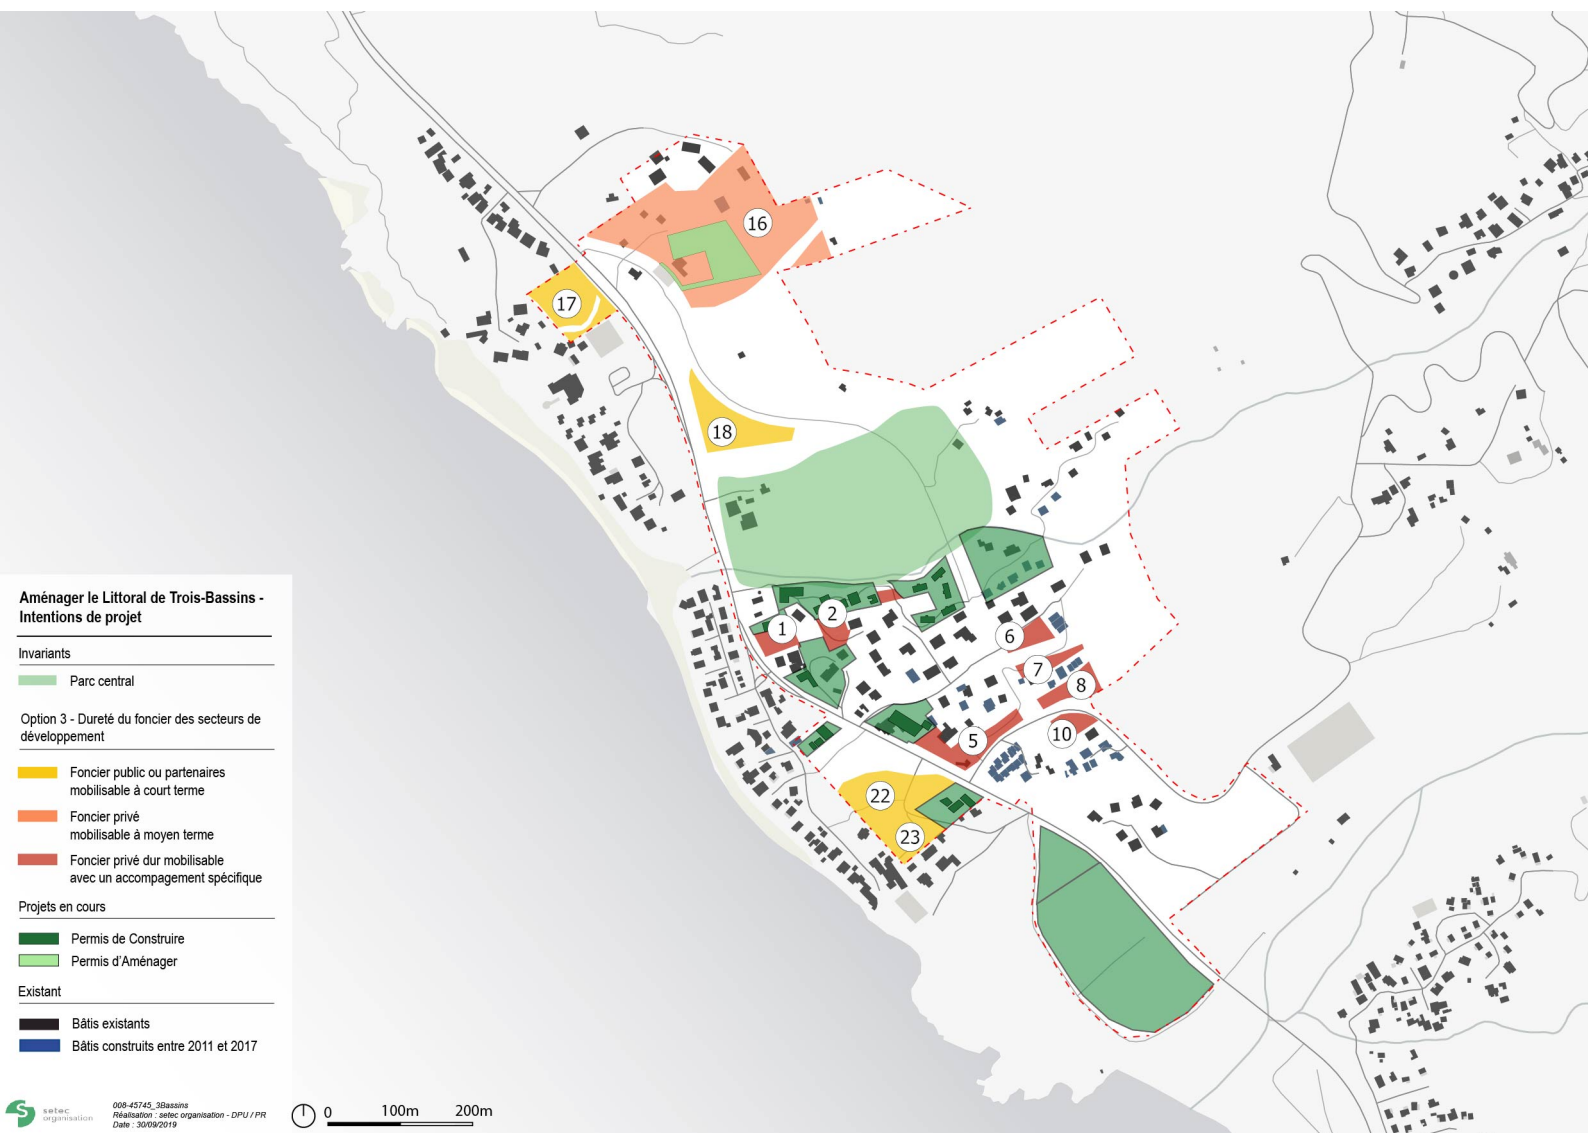 16
17
18
2
1
6
7
8
5
10
22
23
Aménager le Littoral de Trois-Bassins -
Intentions de projet
Invariants
Parc central
Option 3 - Dureté du foncier des secteurs de
développement
Foncier public ou partenaires
mobilisable à court terme
Foncier privé
mobilisable à moyen terme
Foncier privé dur mobilisable
avec un accompagement spécifique
Projets en cours
Permis de Construire
Permis d'Aménager
Existant
Bâtis existants
Bâtis construits entre 2011 et 2017
setec
organisation
008-45745_3Bassins
Réalisation : setec organisation - DPU / PR
Date : 30/09/2019
0 100m 200m